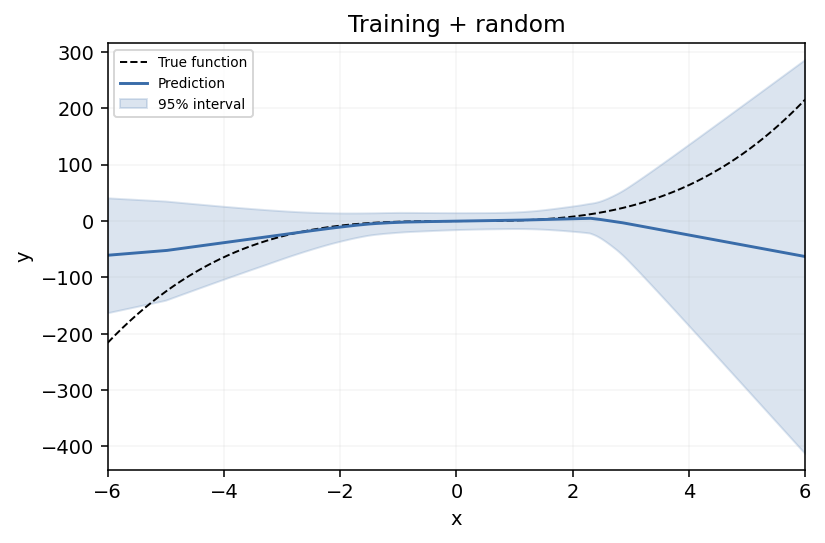 Training + random
True function
Prediction
95% interval
300
200
100
0
−100
−200
−300
−400
y
−6
−4
−2
0
2
4
6
x